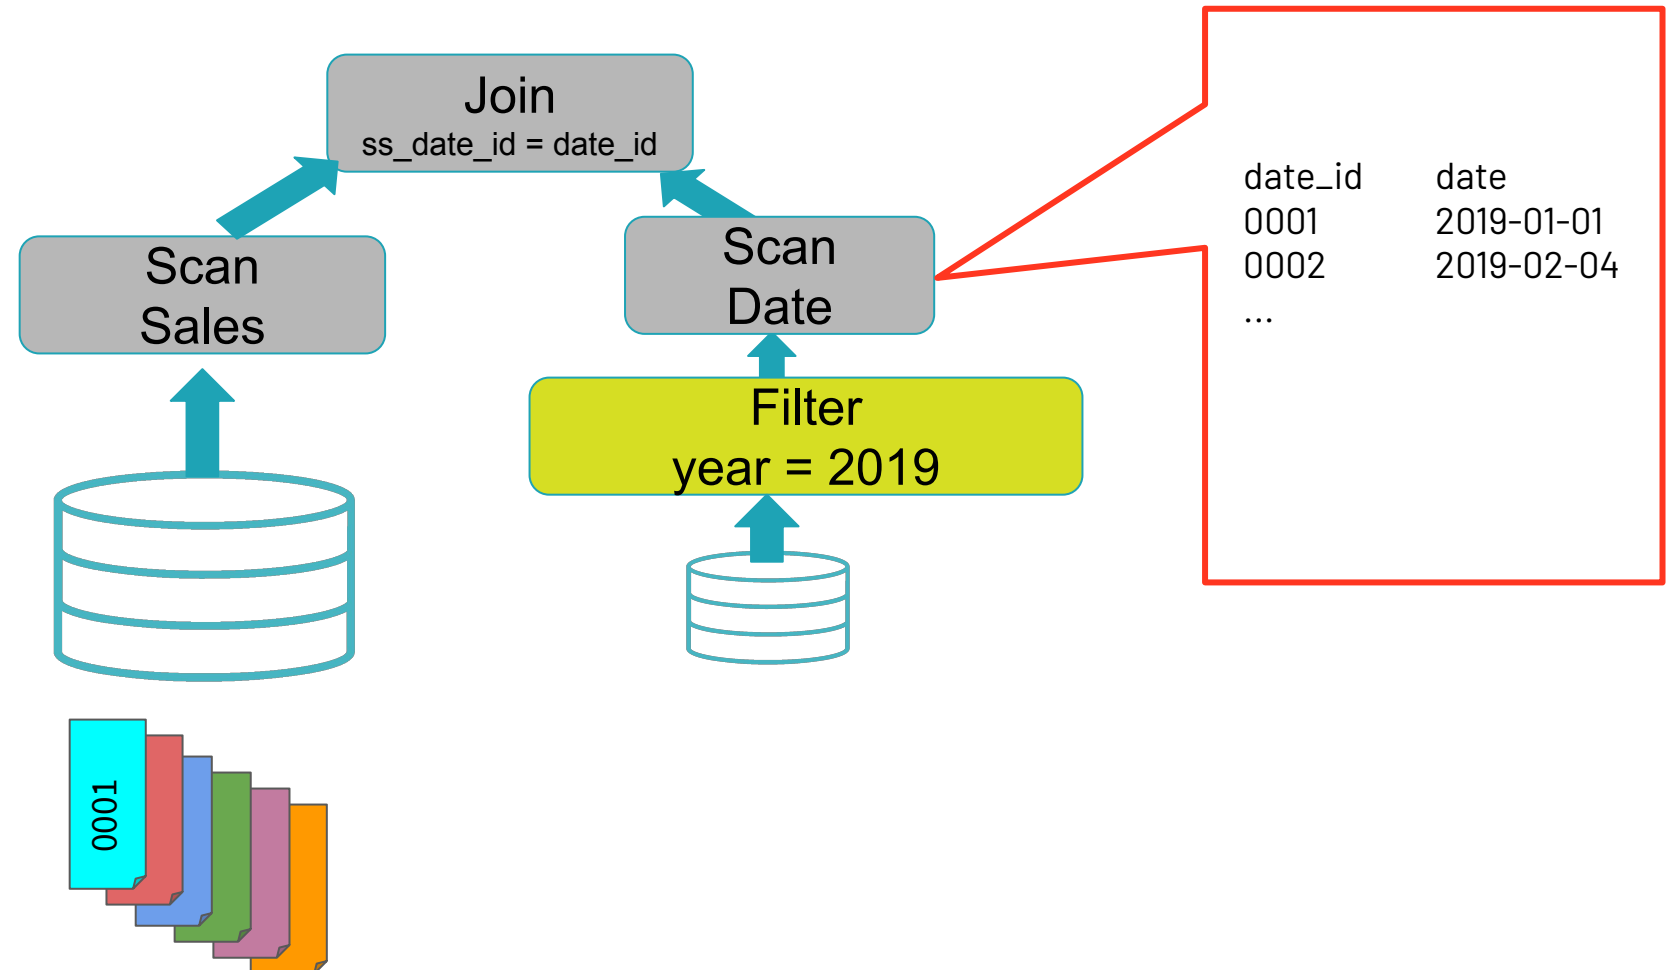 Join
ss_date_id = date_id
Scan
Sales
Scan
Date
Filter
year = 2019
date_id date
0001 2019-01-01
0002 2019-02-04
...
0001